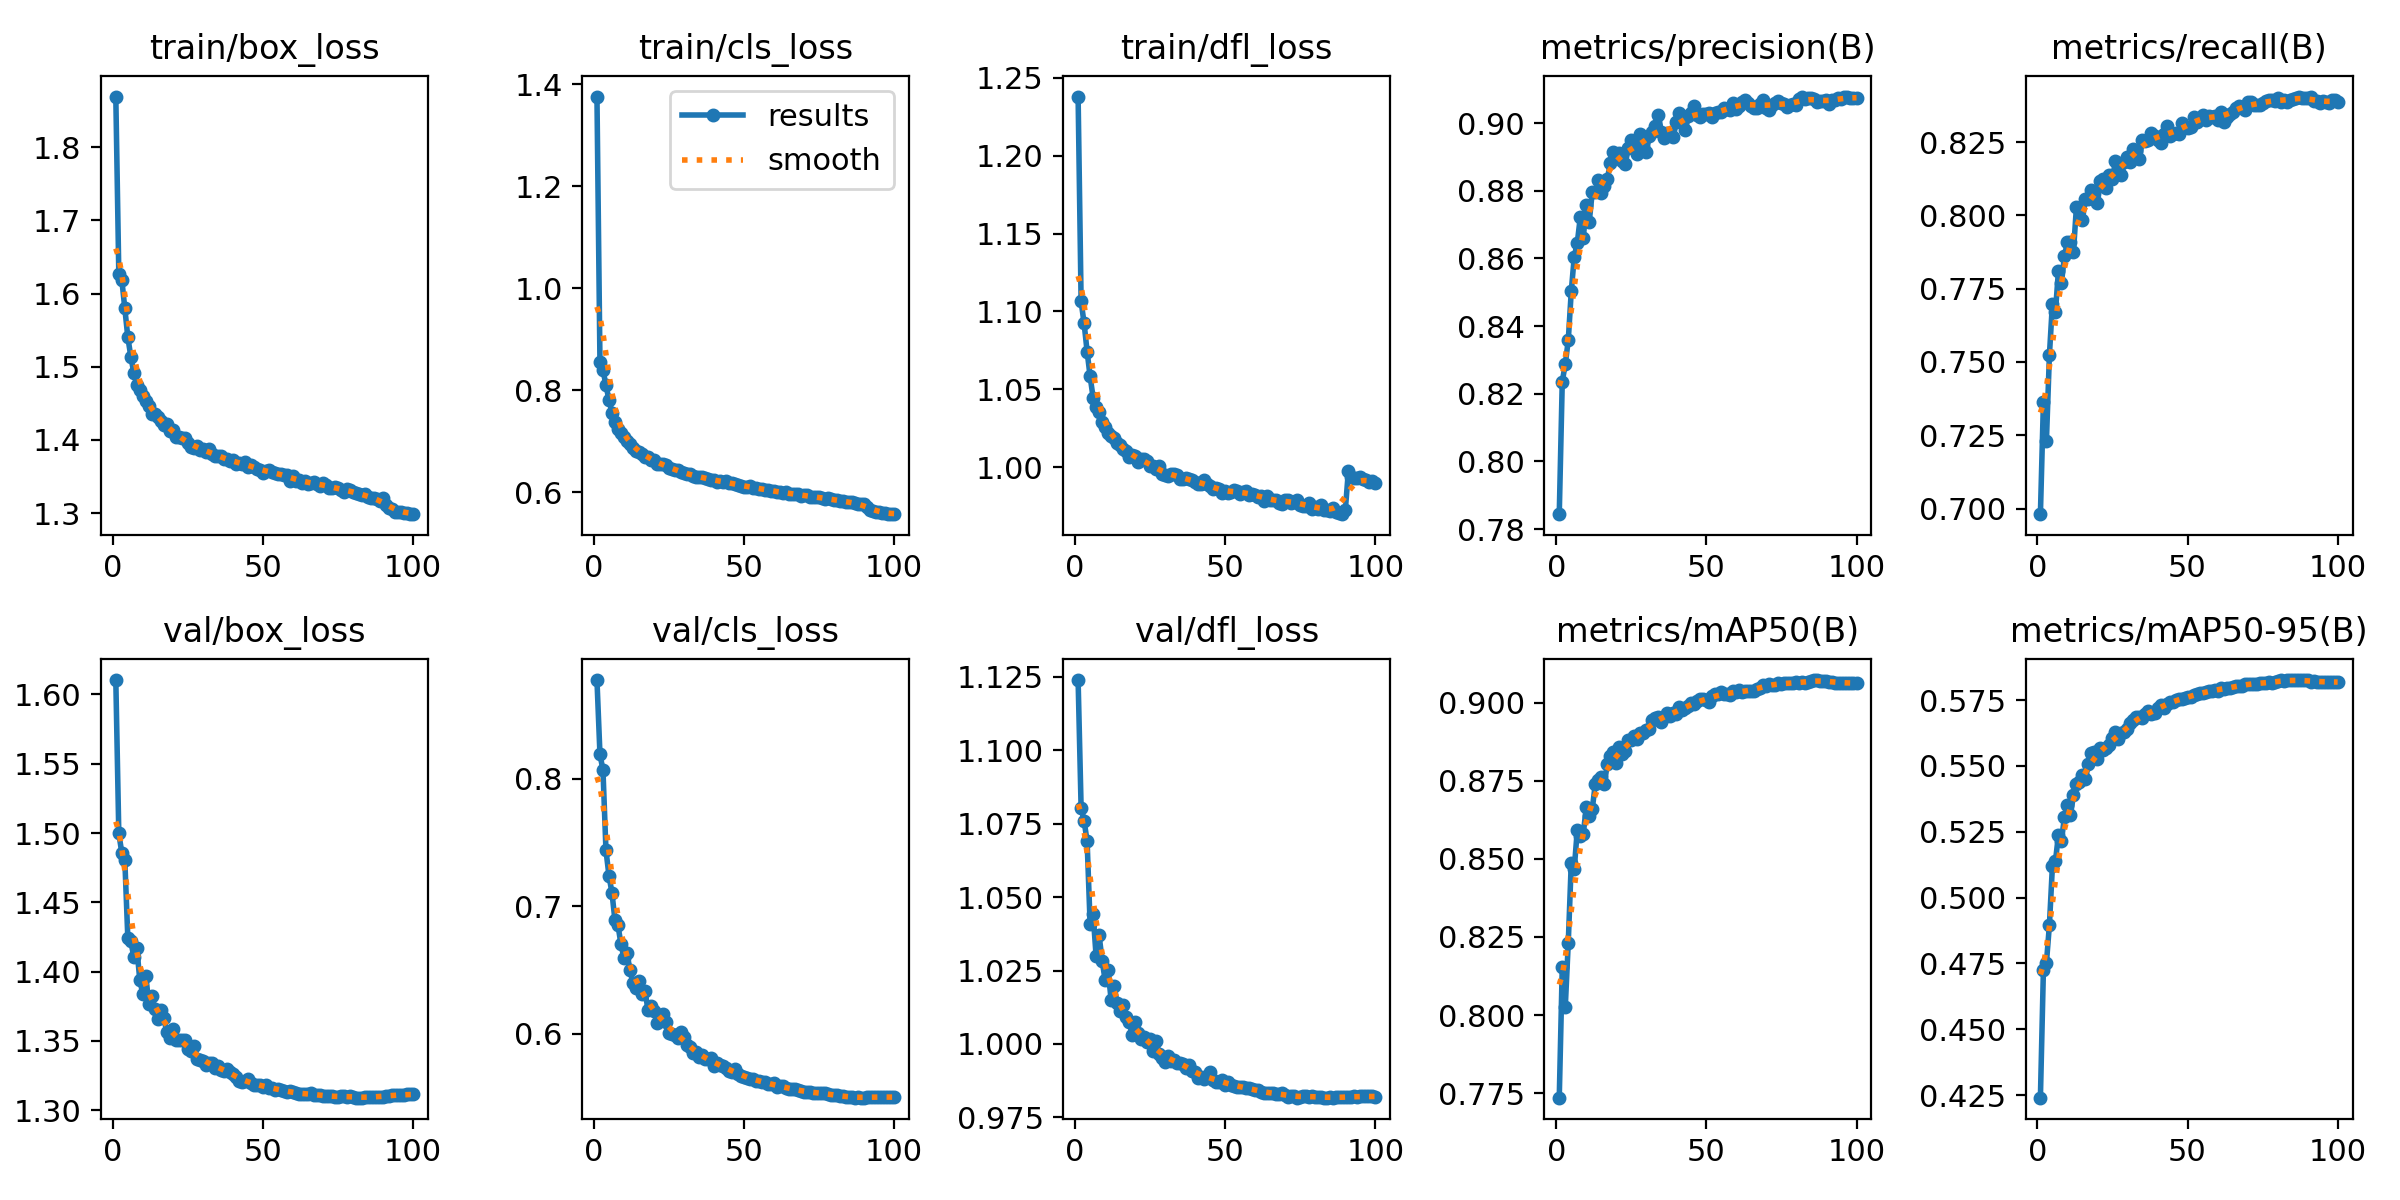 train/box_loss
1.8
1.7
1.6
1.5
1.4
1.3
0 50 100
train/cls_loss
1.4
1.2
1.0
0.8
0.6
results
smooth
0 50 100
train/dfl_loss
1.25
1.20
1.15
1.10
1.05
1.00
0 50 100
metrics/precision(B)
0.90
0.88
0.86
0.84
0.82
0.80
0.78
0 50 100
metrics/recall(B)
0.825
0.800
0.775
0.750
0.725
0.700
0 50 100
val/box_loss
1.60
1.55
1.50
1.45
1.40
1.35
1.30
0 50 100
val/cls_loss
0.8
0.7
0.6
0 50 100
val/dfl_loss
1.125
1.100
1.075
1.050
1.025
1.000
0.975
0 50 100
metrics/mAP50(B)
0.900
0.875
0.850
0.825
0.800
0.775
0 50 100
metrics/mAP50-95(B)
0.575
0.550
0.525
0.500
0.475
0.450
0.425
0 50 100